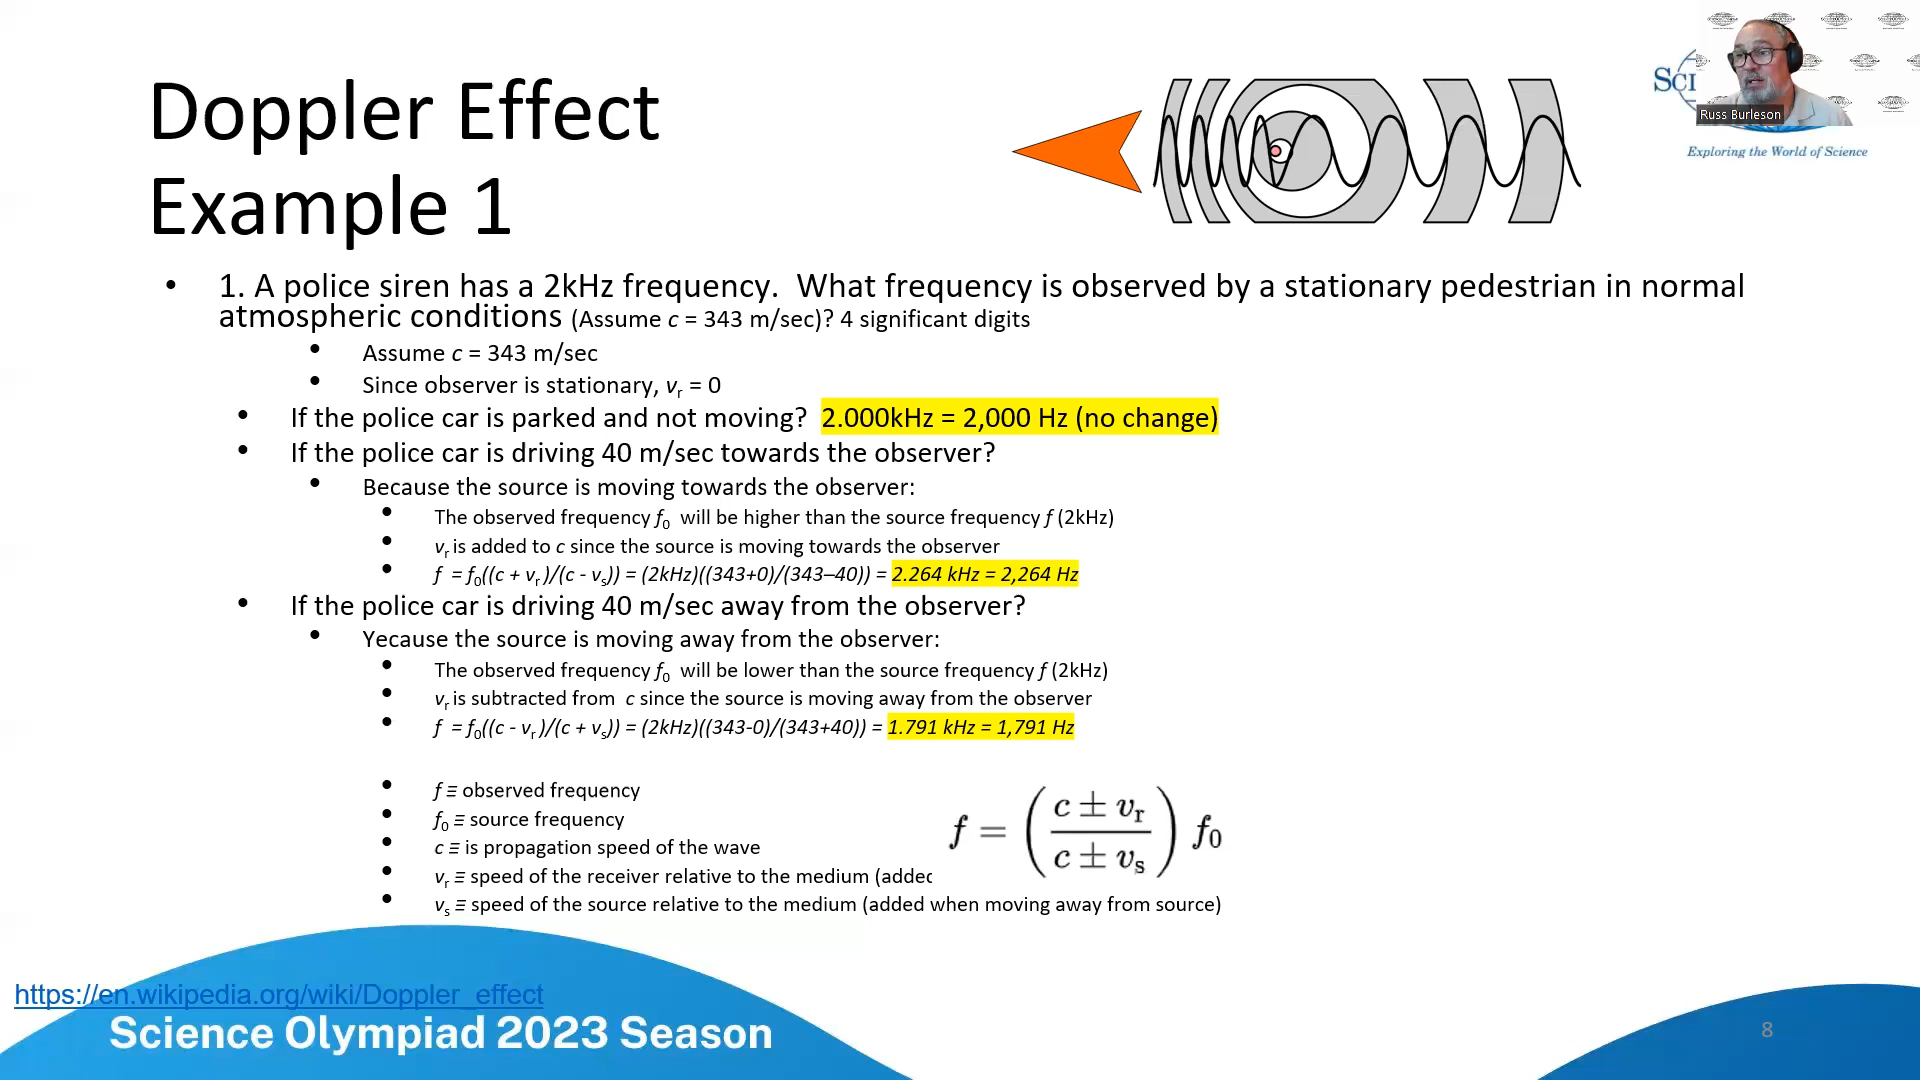 Doppler Effect
Example 1
SCI
Russ Burleson
Exploring the World of Science
• 1. A police siren has a 2kHz frequency. What frequency is observed by a stationary pedestrian in normal
atmospheric conditions (Assume c = 343 m/sec)? 4 significant digits
• Assume c = 343 m/sec
• Since observer is stationary, vr = 0
• If the police car is parked and not moving? 2.000kHz = 2,000 Hz (no change)
• If the police car is driving 40 m/sec towards the observer?
• Because the source is moving towards the observer:
• The observed frequency f0 will be higher than the source frequency f (2kHz)
• vr is added to c since the source is moving towards the observer
• f = f0((c + vr )/(c - vs)) = (2kHz)((343+0)/(343–40)) = 2.264 kHz = 2,264 Hz
• If the police car is driving 40 m/sec away from the observer?
• Yecause the source is moving away from the observer:
• The observed frequency f0 will be lower than the source frequency f (2kHz)
• vr is subtracted from c since the source is moving away from the observer
• f = f0((c - vr )/(c + vs)) = (2kHz)((343-0)/(343+40)) = 1.791 kHz = 1,791 Hz
• f ≡ observed frequency
• f0 ≡ source frequency
• c ≡ is propagation speed of the wave
• vr ≡ speed of the receiver relative to the medium (added
• vs ≡ speed of the source relative to the medium (added when moving away from source)
f = ( c ± vr / c ± vs ) f0
https://en.wikipedia.org/wiki/Doppler_effect
Science Olympiad 2023 Season
8